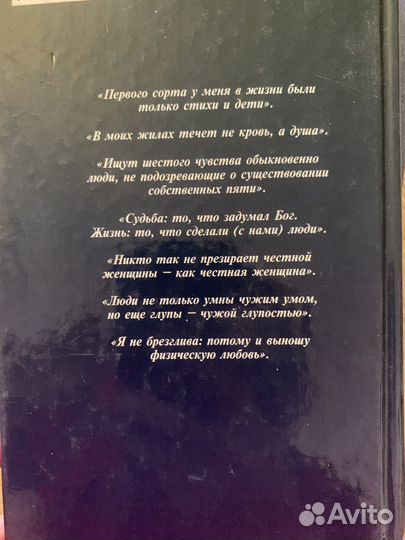 «Первого сорта у меня в жизни были
только стихи и дети».
«В моих жилах течет не кровь, а душа».
«Ищут шестого чувства обыкновенно
люди, не подозревающие о существовании
собственных пяти».
«Судьба: то, что задумал Бог.
Жизнь: то, что сделали (с нами) люди».
«Никто так не презирает честной
женщины — как честная женщина».
«Люди не только умны чужим умом,
но еще глупы — чужой глупостью».
«Я не брезглива: потому и выношу
физическую любовь».
Avito